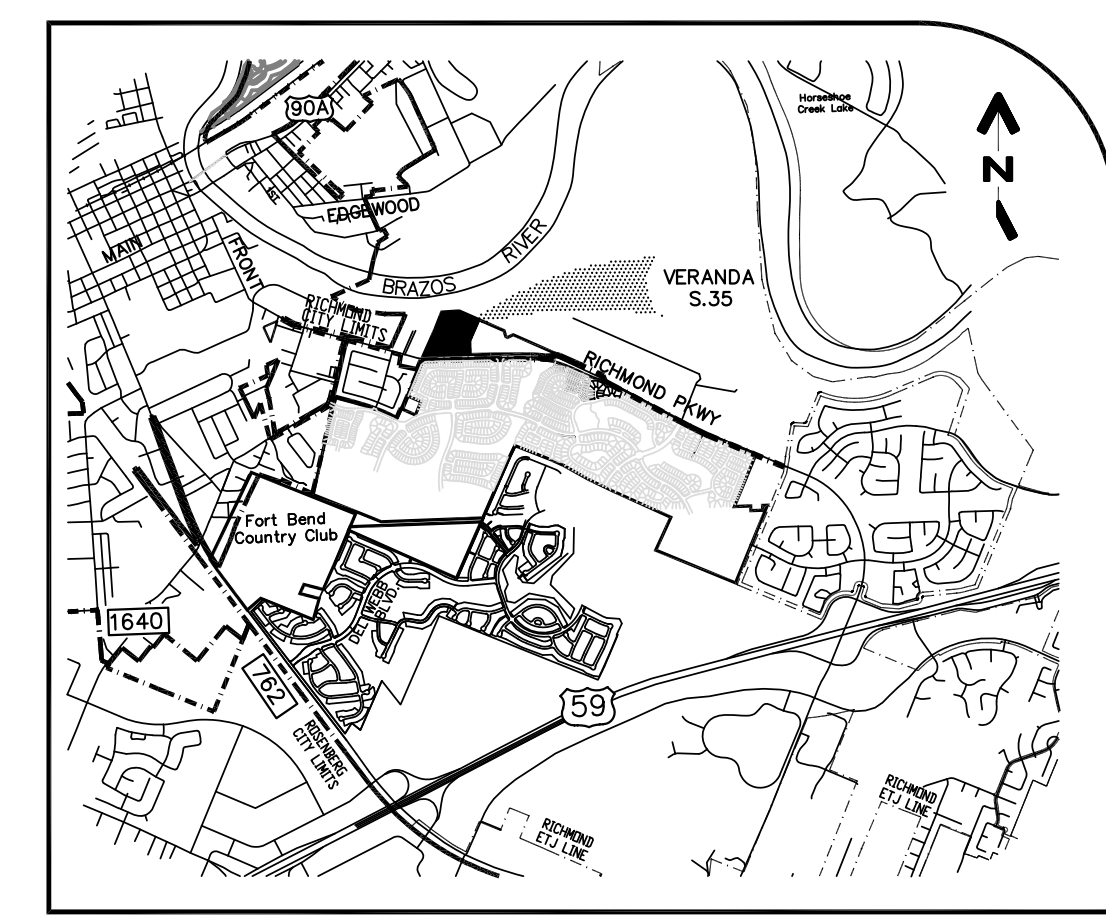 90A
Horseshoe
Creek Lake
N
1ST.
EDGEWOOD
MAIN
FRONT
BRAZOS
RIVER
VERANDA
S.35
RICHMOND
CITY LIMITS
RICHMOND PKWY
Fort Bend
Country Club
DEL WEBB
BLVD.
1640
762
59
ROSENBERG
CITY LIMITS
RICHMOND
ETJ LINE
RICHMOND
ETJ LINE